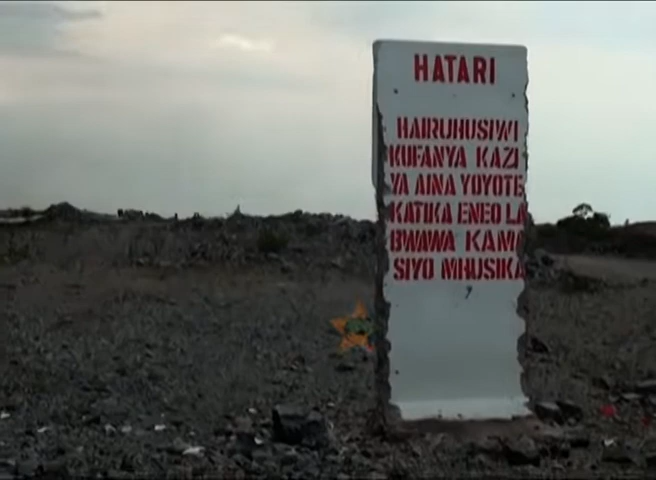 HATARI
HAIRUHUSIWI
KUFANYA KAZI
YA AINA YOYOTE
KATIKA ENEO LA
BWAWA KAMA
SIYO MHUSIKA